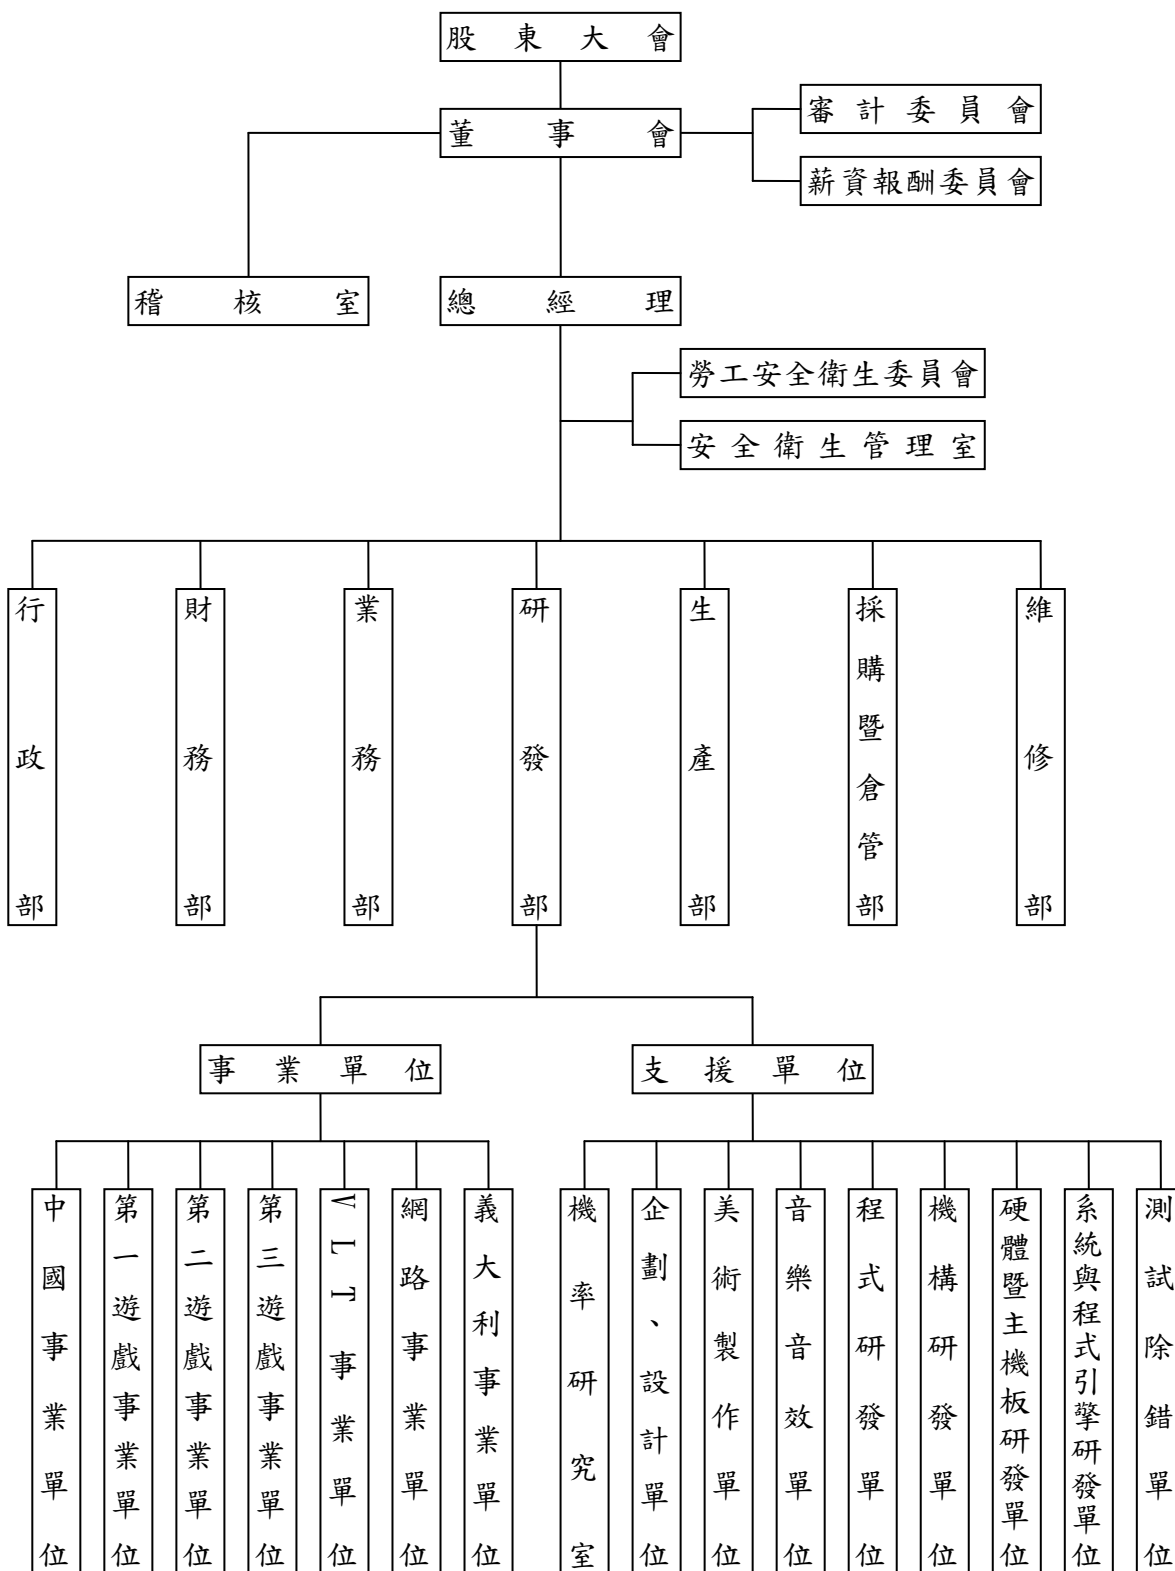 股東大會
董事會
審計委員會
薪資報酬委員會
稽核室
總經理
勞工安全衛生委員會
安全衛生管理室
行政部
財務部
業務部
研發部
生產部
採購暨倉管部
維修部
事業單位
支援單位
中國事業單位
第一遊戲事業單位
第二遊戲事業單位
第三遊戲事業單位
VLT事業單位
網路事業單位
義大利事業單位
機率研究室
企劃、設計單位
美術製作單位
音樂音效單位
程式研發單位
機構研發單位
硬體暨主機板研發單位
系統與程式引擎研發單位
測試除錯單位